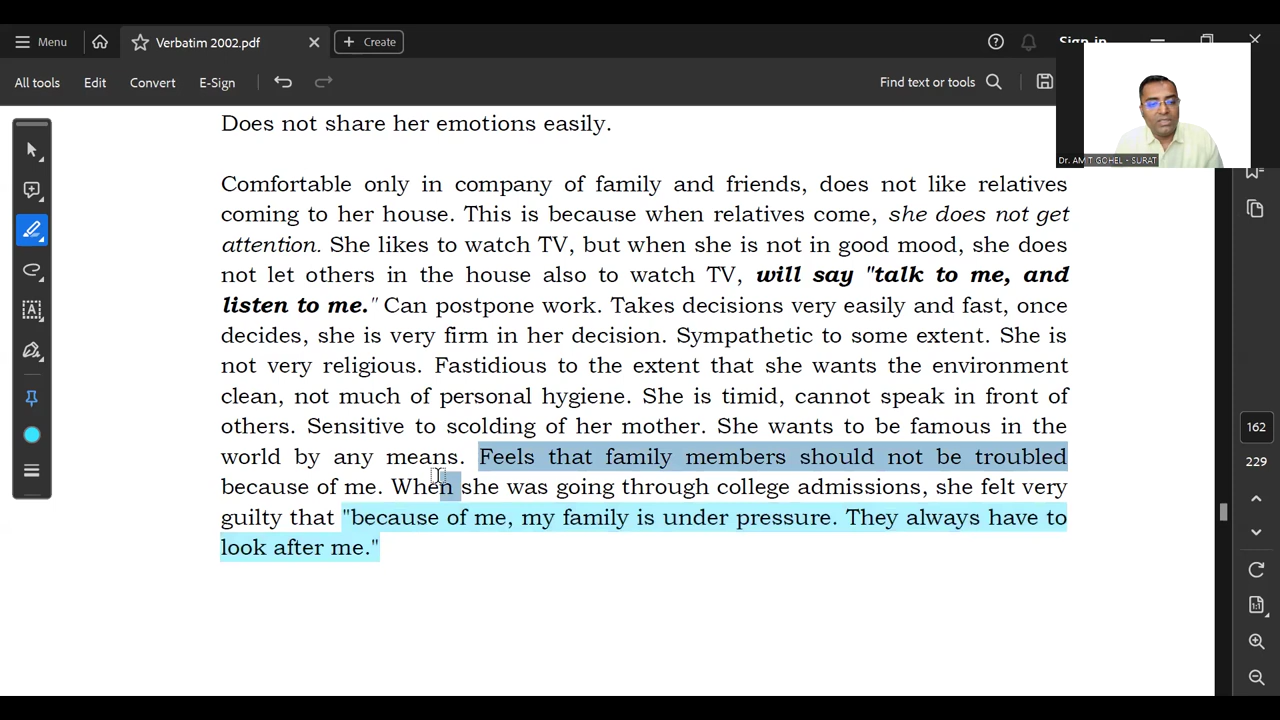 Menu
Verbatim 2002.pdf
Create
Sign in
All tools
Edit
Convert
E-Sign
Find text or tools
Dr. AMIT GOHEL - SURAT
Does not share her emotions easily.
Comfortable only in company of family and friends, does not like relatives
coming to her house. This is because when relatives come, she does not get
attention. She likes to watch TV, but when she is not in good mood, she does
not let others in the house also to watch TV, will say "talk to me, and
listen to me." Can postpone work. Takes decisions very easily and fast, once
decides, she is very firm in her decision. Sympathetic to some extent. She is
not very religious. Fastidious to the extent that she wants the environment
clean, not much of personal hygiene. She is timid, cannot speak in front of
others. Sensitive to scolding of her mother. She wants to be famous in the
world by any means. Feels that family members should not be troubled
because of me. When she was going through college admissions, she felt very
guilty that "because of me, my family is under pressure. They always have to
look after me."
162
229
1:1